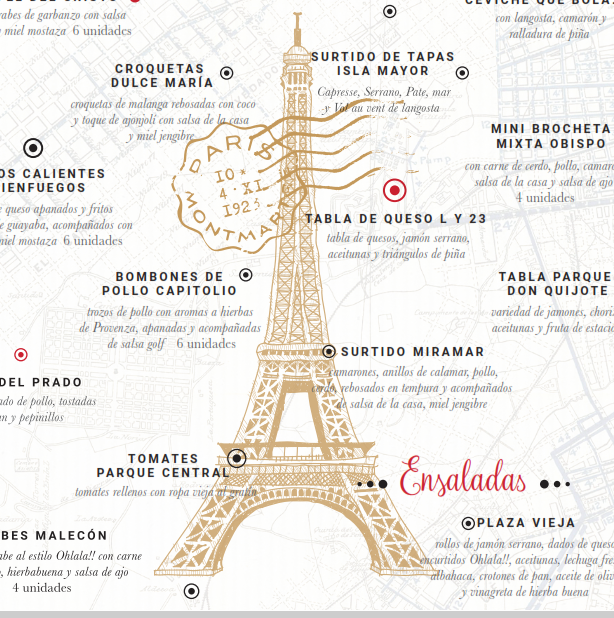 abes de garbanzo con salsa
y miel mostaza 6 unidades
CROQUETAS
DULCE MARÍA
croquetas de malanga rebosadas con coco
y toque de ajonjolí con salsa de la casa
y miel jengibre
OS CALIENTES
IENFUEGOS
e queso apanados y fritos
e guayaba, acompañados con
miel mostaza 6 unidades
BOMBONES DE
POLLO CAPITOLIO
trozos de pollo con aromas a hierbas
de Provenza, apanadas y acompañadas
de salsa golf 6 unidades
DEL PRADO
do de pollo, tostadas
n y pepinillos
TOMATES
PARQUE CENTRAL
tomates rellenos con ropa vieja al gratín
BES MALECÓN
abe al estilo Ohlala!! con carne
, hierbabuena y salsa de ajo
4 unidades
PARIS
10 *
4 · XI
1923 -
MONTMAR
SURTIDO DE TAPAS
ISLA MAYOR
Capresse, Serrano, Pate, mar
y Vol au vent de langosta
TABLA DE QUESO L Y 23
tabla de quesos, jamón serrano,
aceitunas y triángulos de piña
SURTIDO MIRAMAR
camarones, anillos de calamar, pollo,
cerdo, rebosados en tempura y acompañados
de salsa de la casa, miel jengibre
CEVICHE QUE BOLA
con langosta, camarón y
ralladura de piña
MINI BROCHETA
MIXTA OBISPO
con carne de cerdo, pollo, camaro
salsa de la casa y salsa de ajo
4 unidades
TABLA PARQUE
DON QUIJOTE
variedad de jamones, choriz
aceitunas y fruta de estació
Ensaladas
PLAZA VIEJA
rollos de jamón serrano, dados de queso
encurtidos Ohlala!!, aceitunas, lechuga fre
albahaca, crotones de pan, aceite de oliv
y vinagreta de hierba buena